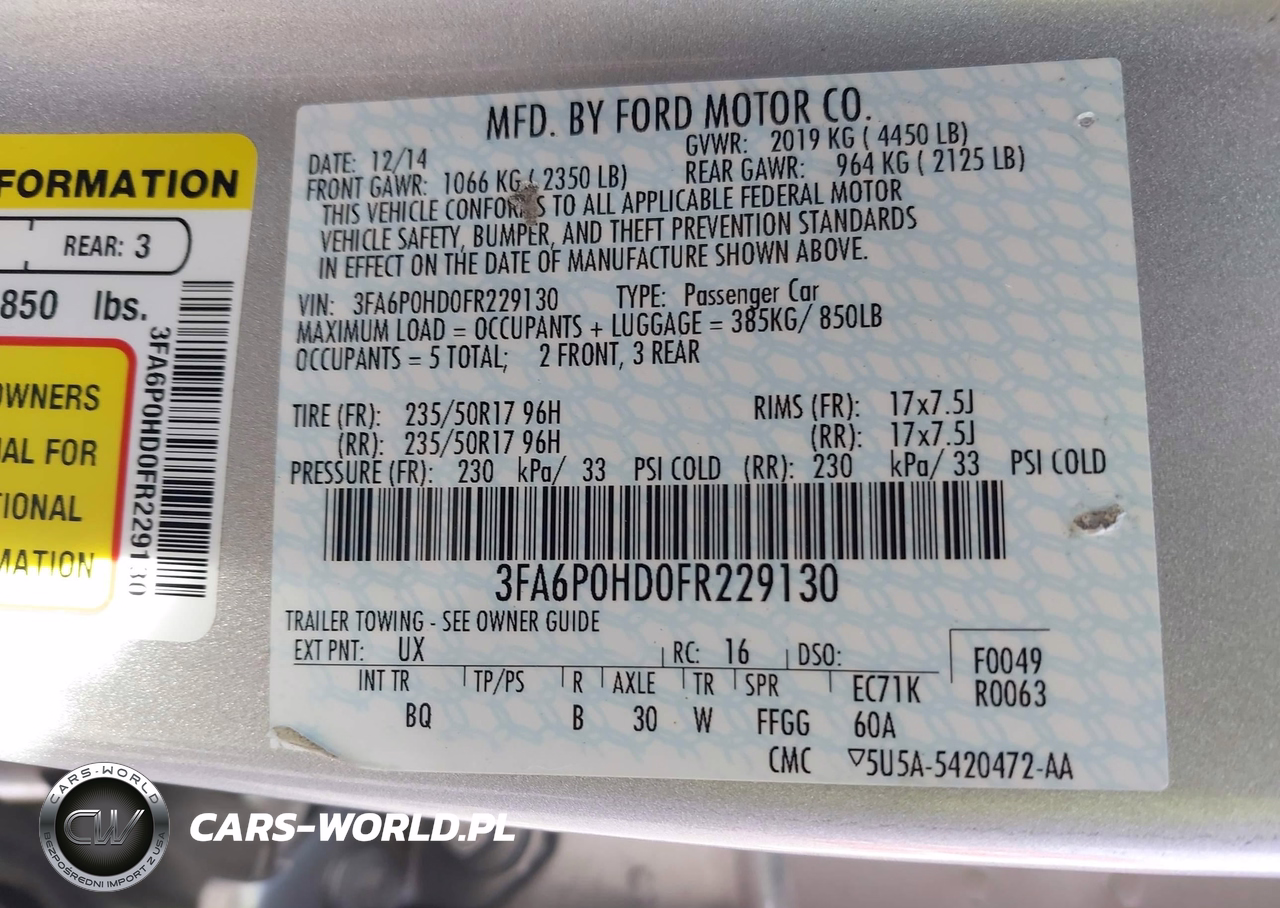 FORMATION
REAR: 3
850 lbs.
OWNERS
AL FOR
TIONAL
MATION
3FA6P0HD0FR229130
MFD. BY FORD MOTOR CO.
DATE: 12/14 GVWR: 2019 KG ( 4450 LB)
FRONT GAWR: 1066 KG ( 2350 LB) REAR GAWR: 964 KG ( 2125 LB)
THIS VEHICLE CONFORMS TO ALL APPLICABLE FEDERAL MOTOR
VEHICLE SAFETY, BUMPER, AND THEFT PREVENTION STANDARDS
IN EFFECT ON THE DATE OF MANUFACTURE SHOWN ABOVE.
VIN: 3FA6P0HD0FR229130 TYPE: Passenger Car
MAXIMUM LOAD = OCCUPANTS + LUGGAGE = 385KG/ 850LB
OCCUPANTS = 5 TOTAL; 2 FRONT, 3 REAR
TIRE (FR): 235/50R17 96H RIMS (FR): 17x7.5J
(RR): 235/50R17 96H (RR): 17x7.5J
PRESSURE (FR): 230 kPa/ 33 PSI COLD (RR): 230 kPa/ 33 PSI COLD
3FA6P0HD0FR229130
TRAILER TOWING - SEE OWNER GUIDE
EXT PNT: UX RC: 16 DSO: F0049
INT TR TP/PS R AXLE TR SPR EC71K R0063
BQ B 30 W FFGG 60A
CMC ▽5U5A-5420472-AA
CARS-WORLD
CW
BEZPOŚREDNI IMPORT Z USA
CARS-WORLD.PL